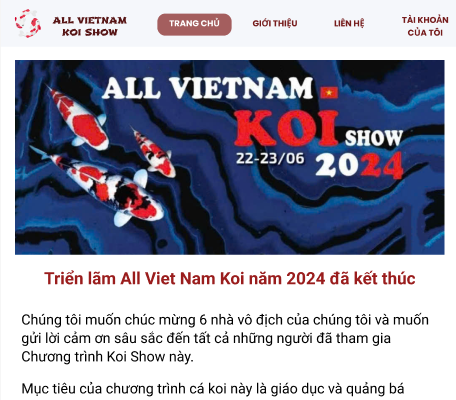 ALL VIETNAM
KOI SHOW
TRANG CHỦ
GIỚI THIỆU
LIÊN HỆ
TÀI KHOẢN
CỦA TÔI
ALL VIETNAM
KOI SHOW
22-23/06 2024
Triển lãm All Viet Nam Koi năm 2024 đã kết thúc
Chúng tôi muốn chúc mừng 6 nhà vô địch của chúng tôi và muốn
gửi lời cảm ơn sâu sắc đến tất cả những người đã tham gia
Chương trình Koi Show này.
Mục tiêu của chương trình cá koi này là giáo dục và quảng bá